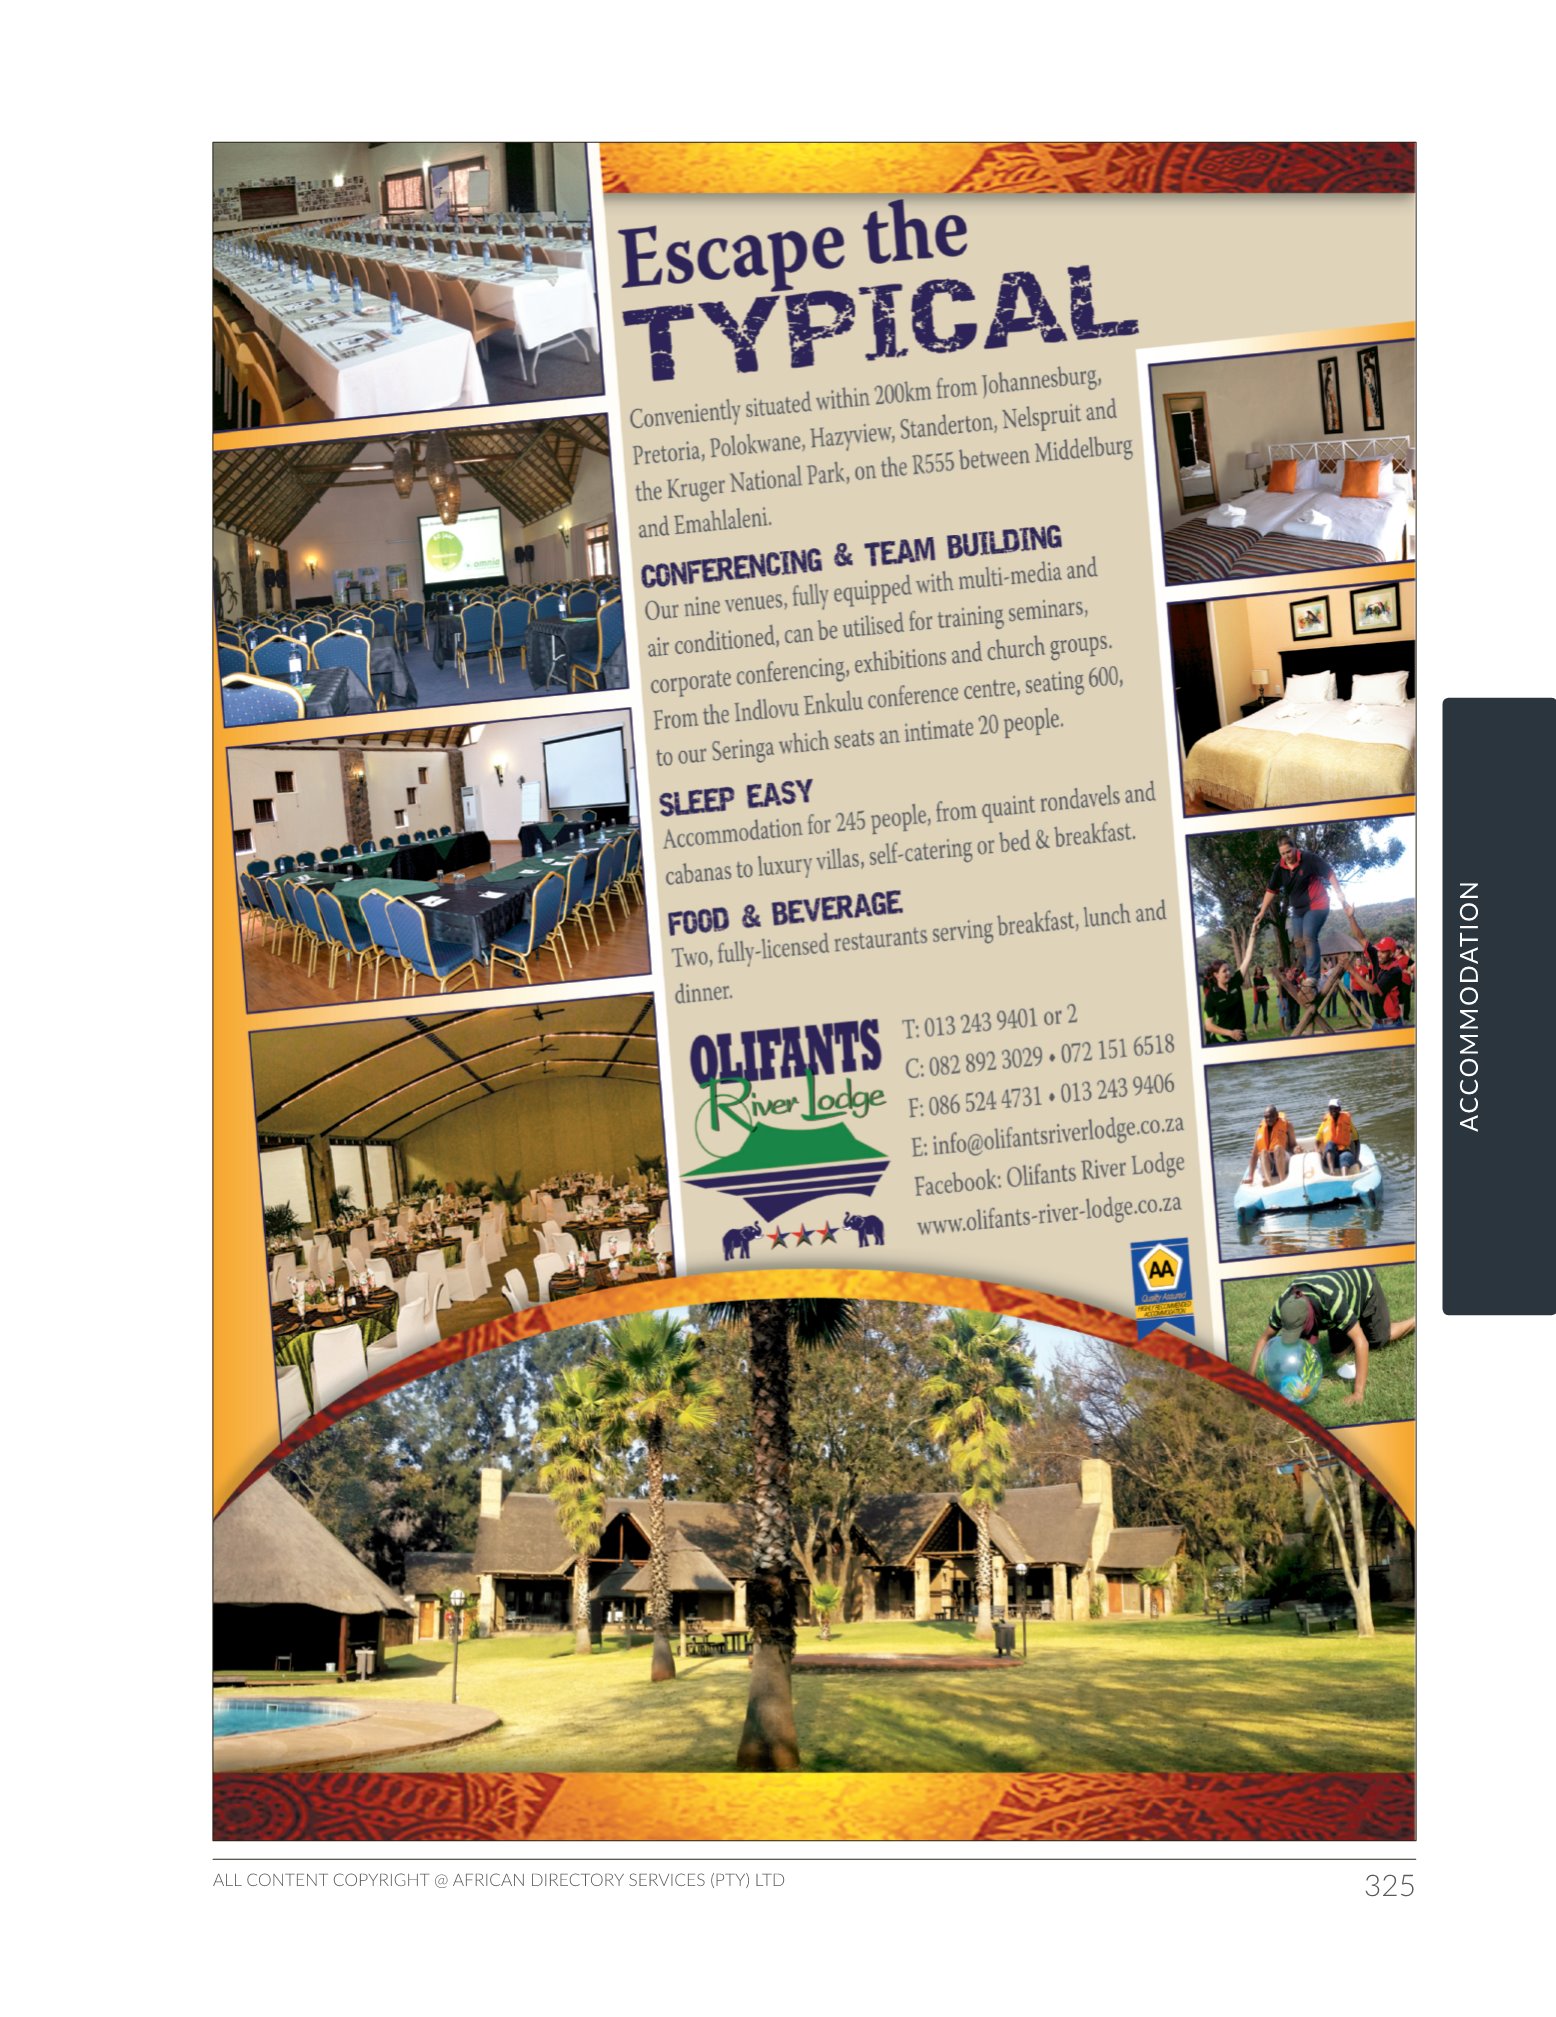 Escape the
TYPICAL
Conveniently situated within 200km from Johannesburg,
Pretoria, Polokwane, Hazyview, Standerton, Nelspruit and
the Kruger National Park, on the R555 between Middelburg
and Emahlaleni.
CONFERENCING & TEAM BUILDING
Our nine venues, fully equipped with multi-media and
air conditioned, can be utilised for training seminars,
corporate conferencing, exhibitions and church groups.
From the Indlovu Enkulu conference centre, seating 600,
to our Seringa which seats an intimate 20 people.
SLEEP EASY
Accommodation for 245 people, from quaint rondavels and
cabanas to luxury villas, self-catering or bed & breakfast.
FOOD & BEVERAGE
Two, fully-licensed restaurants serving breakfast, lunch and
dinner.
OLIFANTS
River Lodge
T: 013 243 9401 or 2
C: 082 892 3029 • 072 151 6518
F: 086 524 4731 • 013 243 9406
E: info@olifantsriverlodge.co.za
Facebook: Olifants River Lodge
www.olifants-river-lodge.co.za
AA
Quality Assured
HIGHLY RECOMMENDED
ACCOMMODATION
omnia
ACCOMMODATION
ALL CONTENT COPYRIGHT @ AFRICAN DIRECTORY SERVICES (PTY) LTD
325